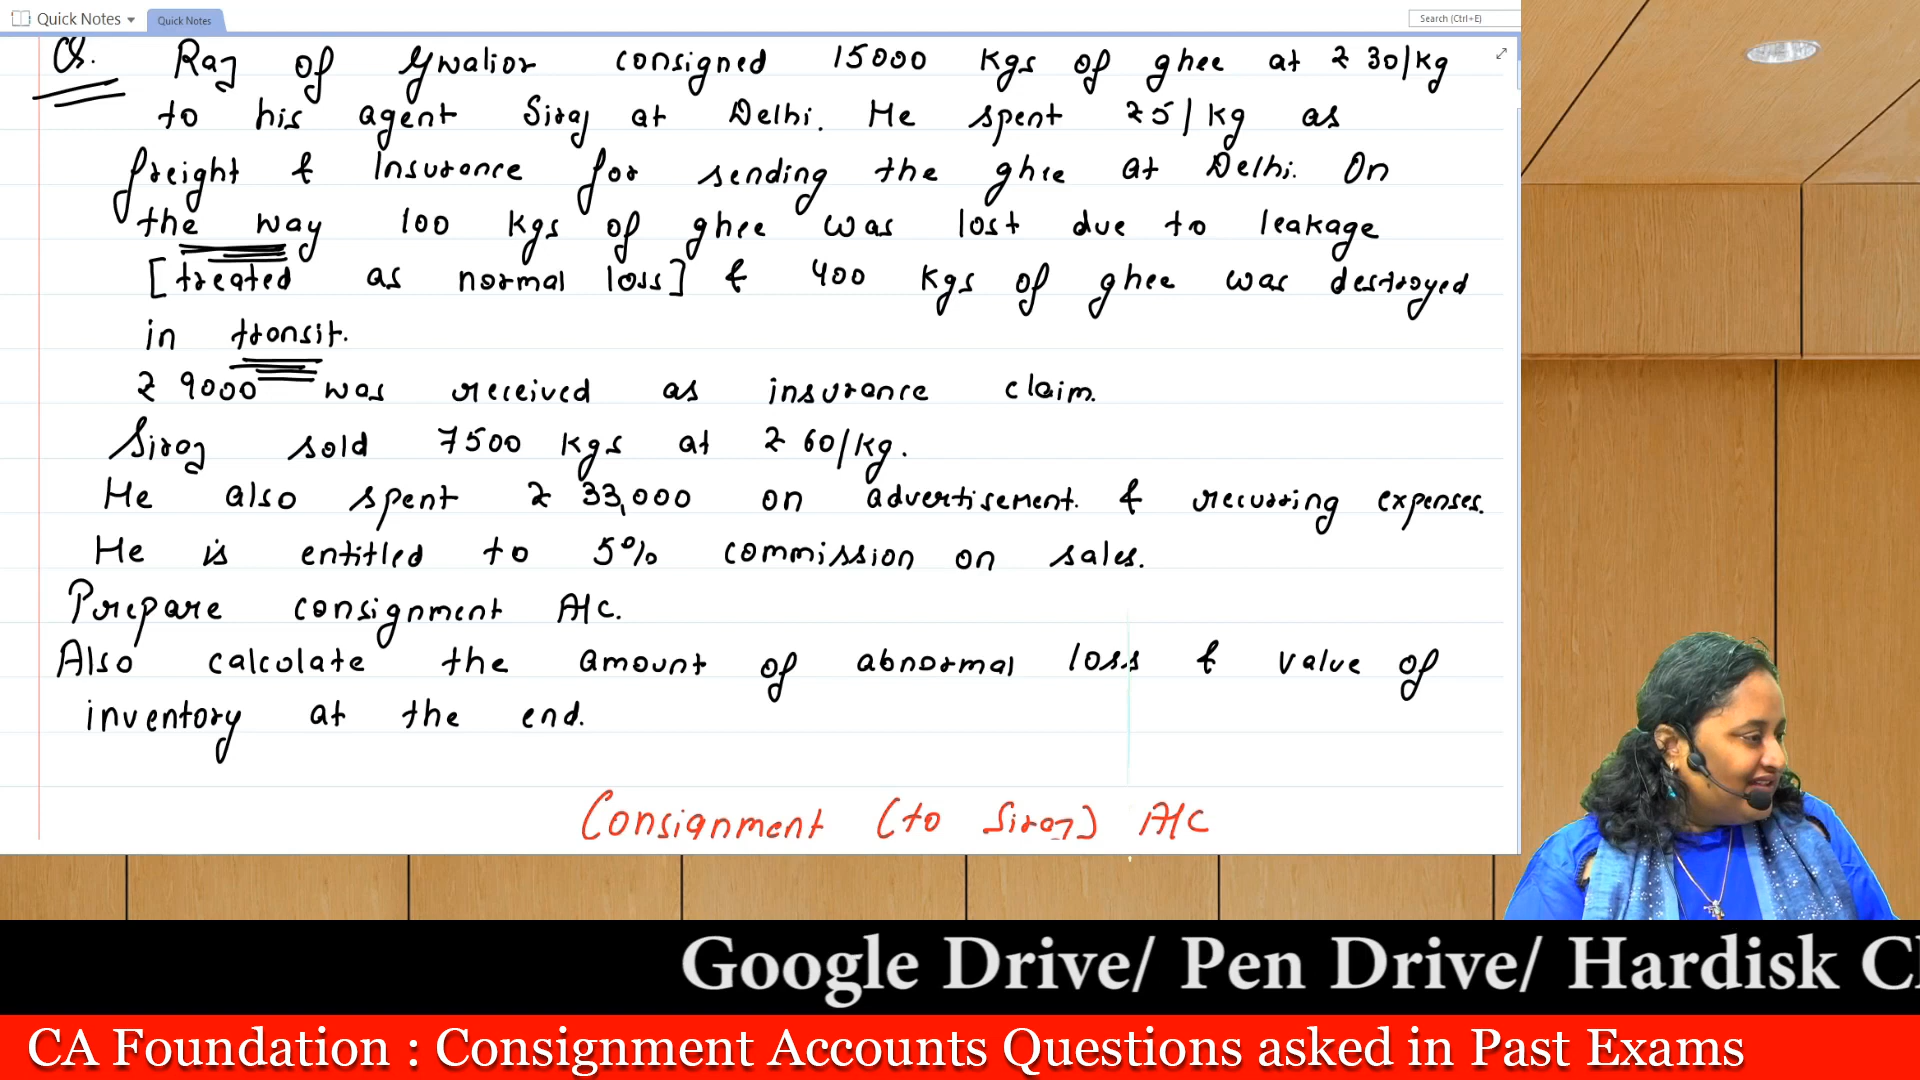 Quick Notes
Quick Notes
Search (Ctrl+E)
Q. Raj of Gwalior consigned 15000 kgs of ghee at ₹ 30/kg
to his agent Siraj at Delhi. He spent ₹5/kg as
freight & Insurance for sending the ghee at Delhi. On
the way 100 kgs of ghee was lost due to leakage
[treated as normal loss] & 400 kgs of ghee was destroyed
in transit.
₹ 9000 was received as insurance claim.
Siraj sold 7500 kgs at ₹ 60/kg.
He also spent ₹ 33,000 on advertisement & recurring expenses.
He is entitled to 5% commission on sales.
Prepare consignment A/c.
Also calculate the amount of abnormal loss & value of
inventory at the end.
Consignment (to Siraj) A/C
Google Drive/ Pen Drive/ Hardisk C
CA Foundation : Consignment Accounts Questions asked in Past Exams